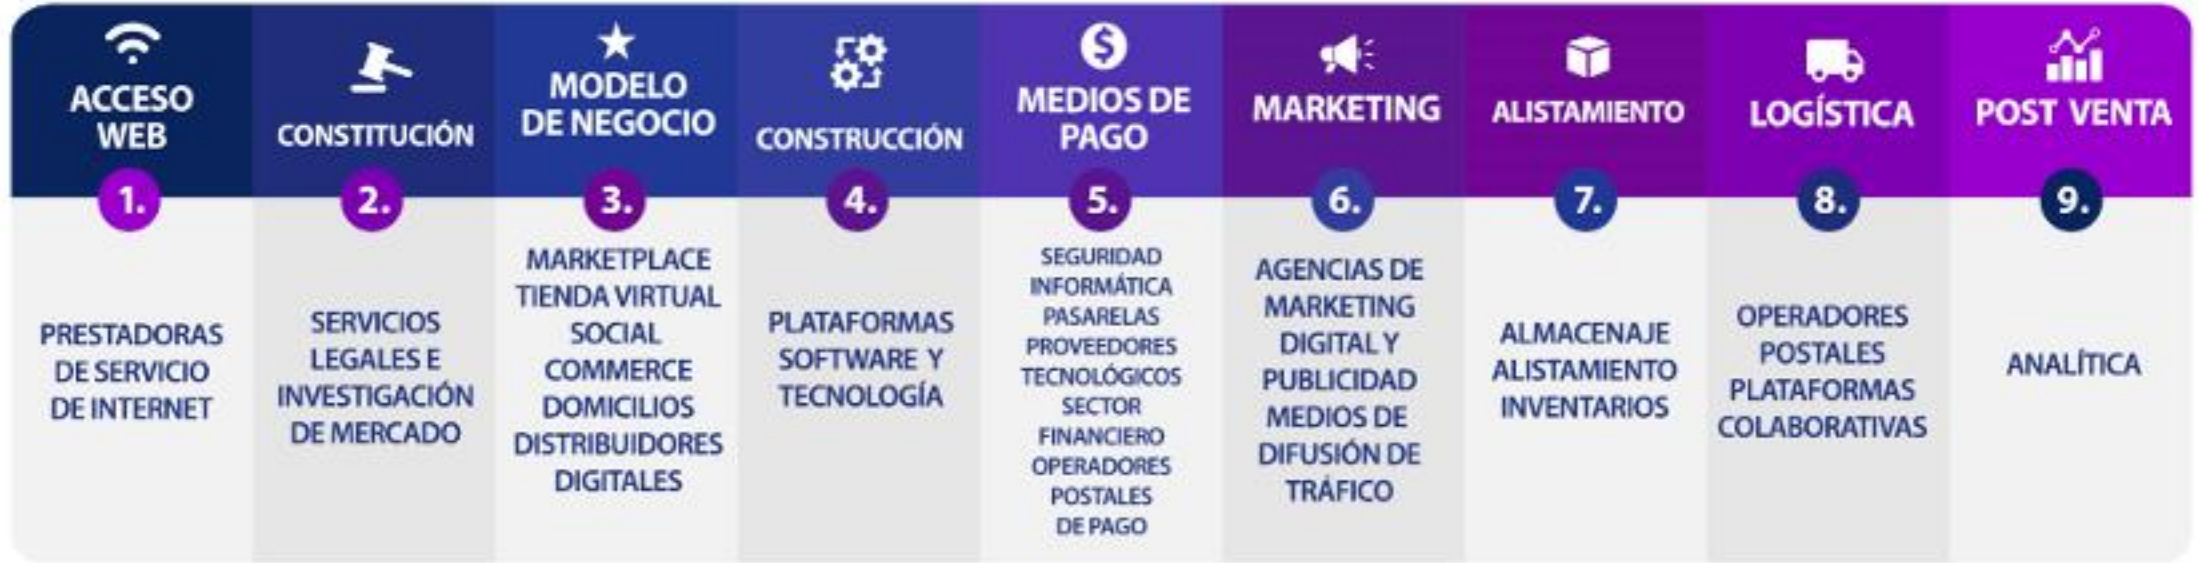 ACCESO
WEB
1.
PRESTADORAS
DE SERVICIO
DE INTERNET
CONSTITUCIÓN
2.
SERVICIOS
LEGALES E
INVESTIGACIÓN
DE MERCADO
MODELO
DE NEGOCIO
3.
MARKETPLACE
TIENDA VIRTUAL
SOCIAL
COMMERCE
DOMICILIOS
DISTRIBUIDORES
DIGITALES
CONSTRUCCIÓN
4.
PLATAFORMAS
SOFTWARE Y
TECNOLOGÍA
$
MEDIOS DE
PAGO
5.
SEGURIDAD
INFORMÁTICA
PASARELAS
PROVEEDORES
TECNOLÓGICOS
SECTOR
FINANCIERO
OPERADORES
POSTALES
DE PAGO
MARKETING
6.
AGENCIAS DE
MARKETING
DIGITAL Y
PUBLICIDAD
MEDIOS DE
DIFUSIÓN DE
TRÁFICO
ALISTAMIENTO
7.
ALMACENAJE
ALISTAMIENTO
INVENTARIOS
LOGÍSTICA
8.
OPERADORES
POSTALES
PLATAFORMAS
COLABORATIVAS
POST VENTA
9.
ANALÍTICA